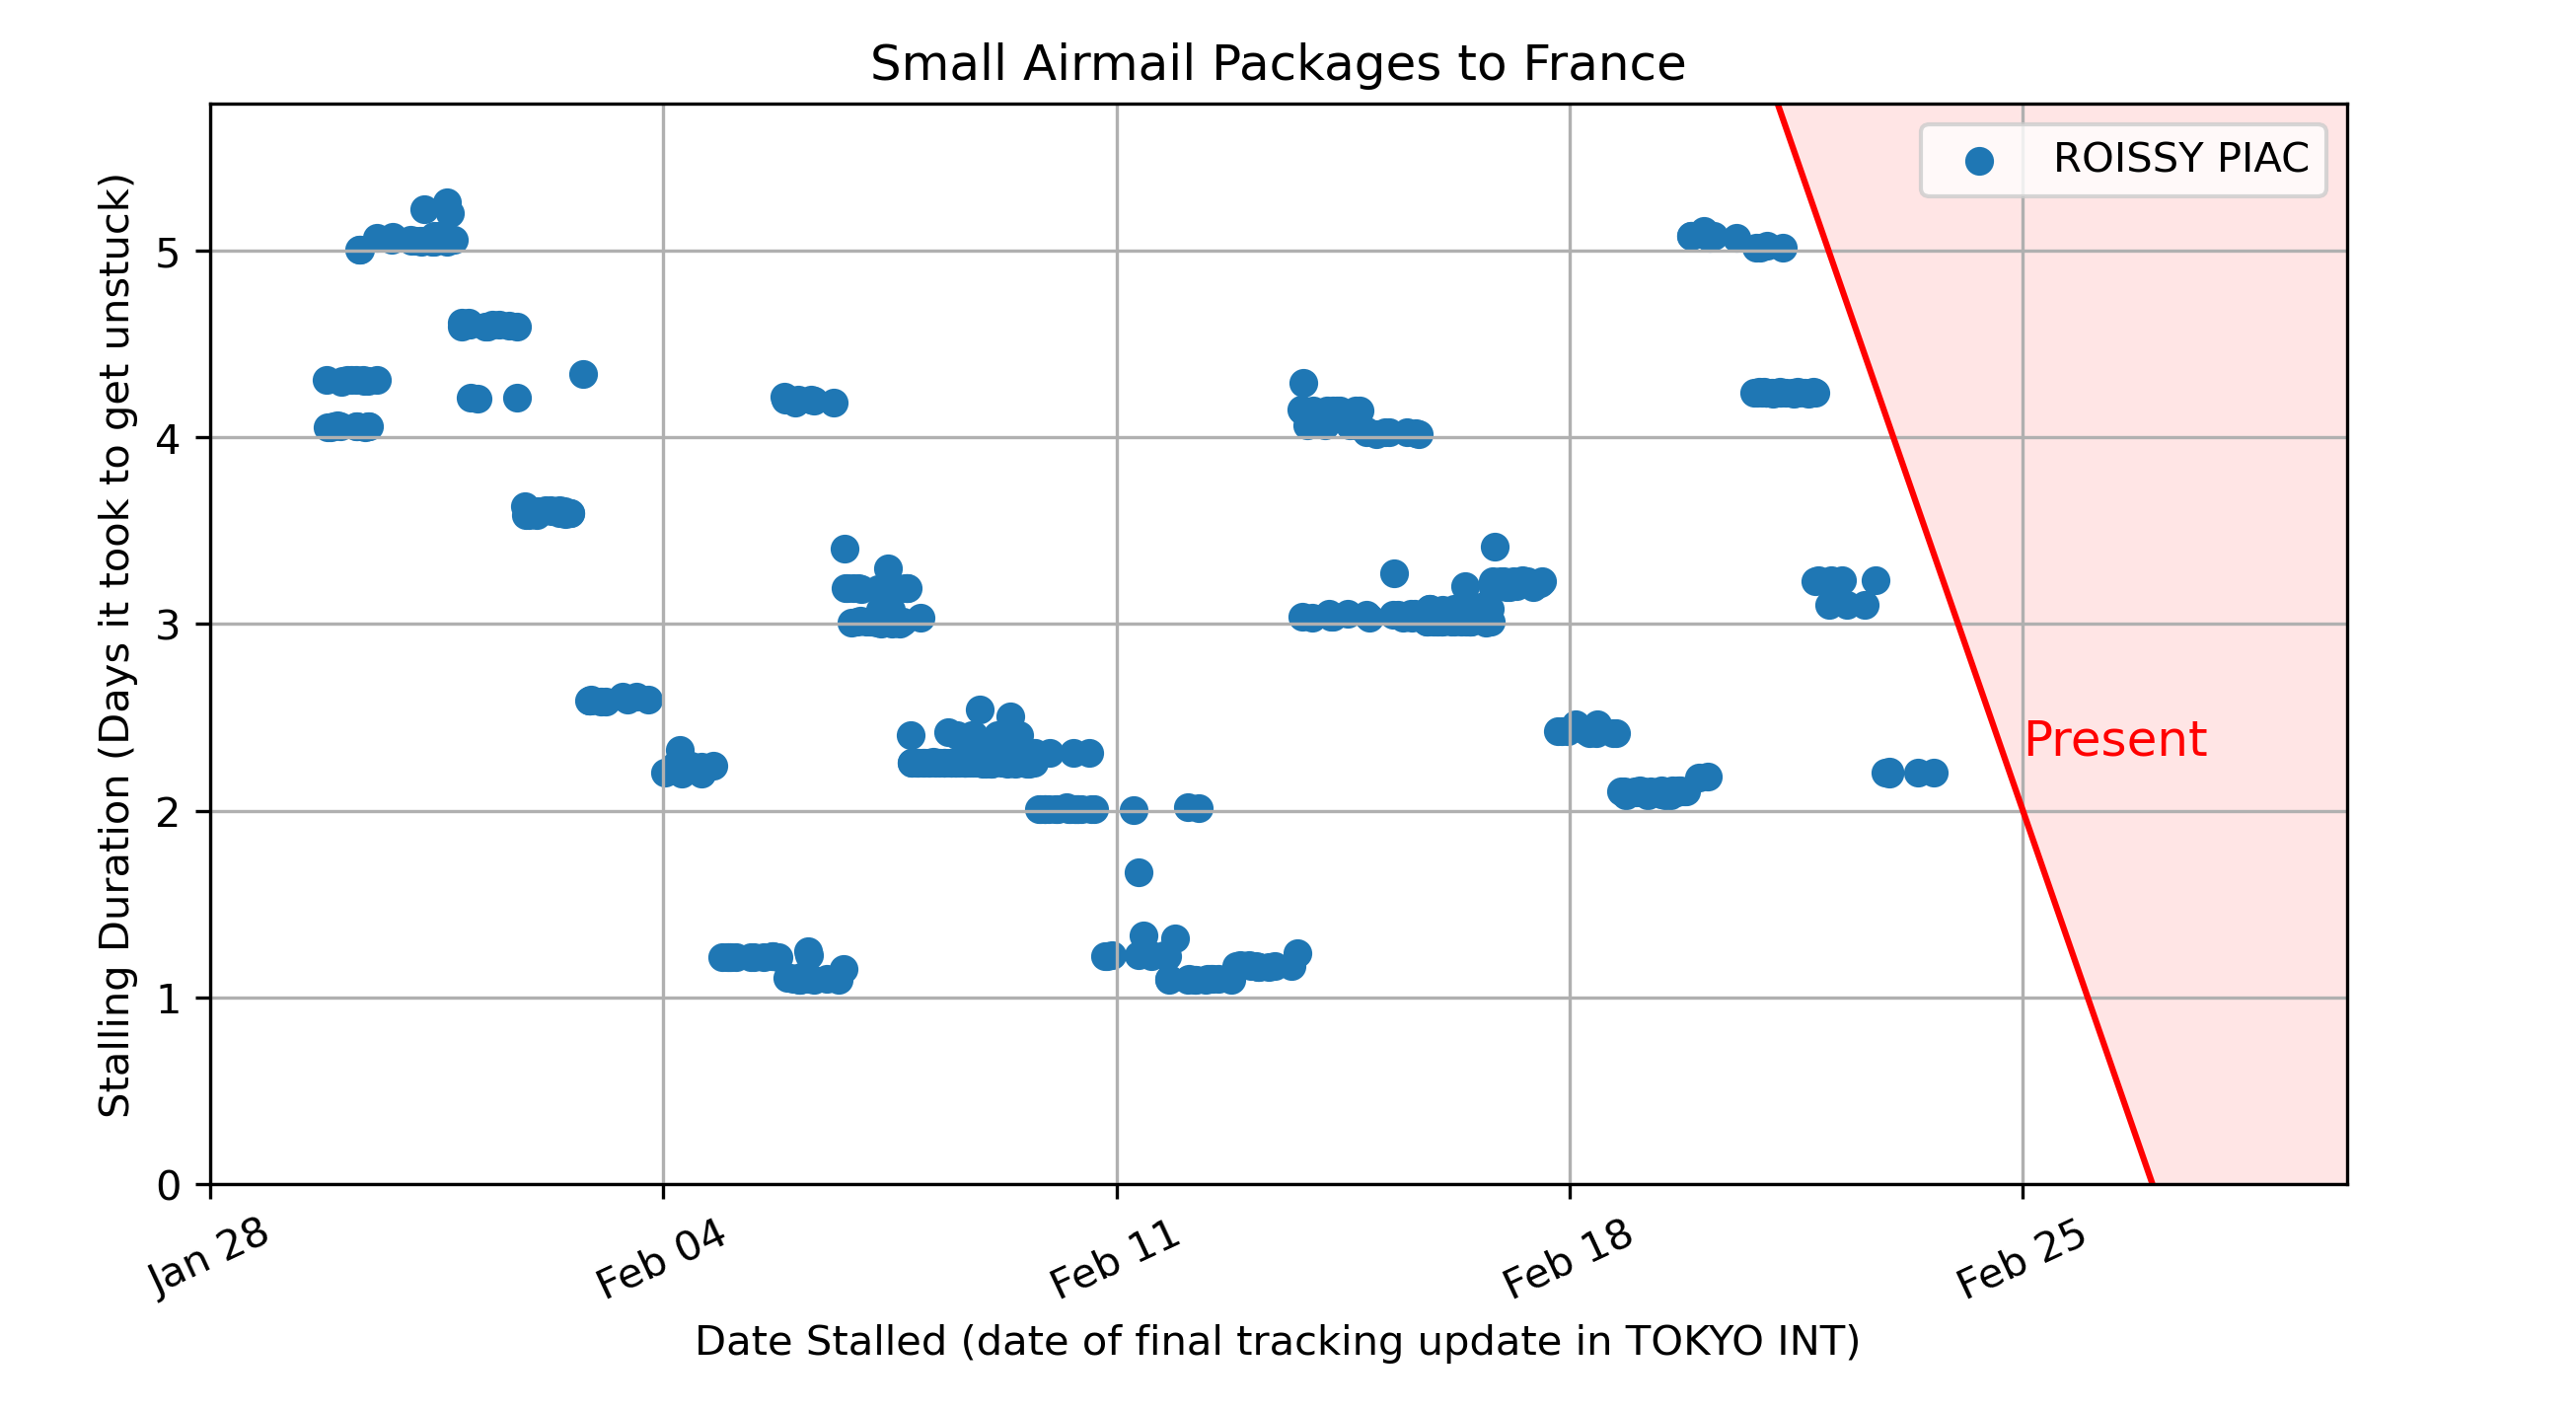 Small Airmail Packages to France
ROISSY PIAC
Present
Stalling Duration (Days it took to get unstuck)
5
4
3
2
1
0
Jan 28
Feb 04
Feb 11
Feb 18
Feb 25
Date Stalled (date of final tracking update in TOKYO INT)